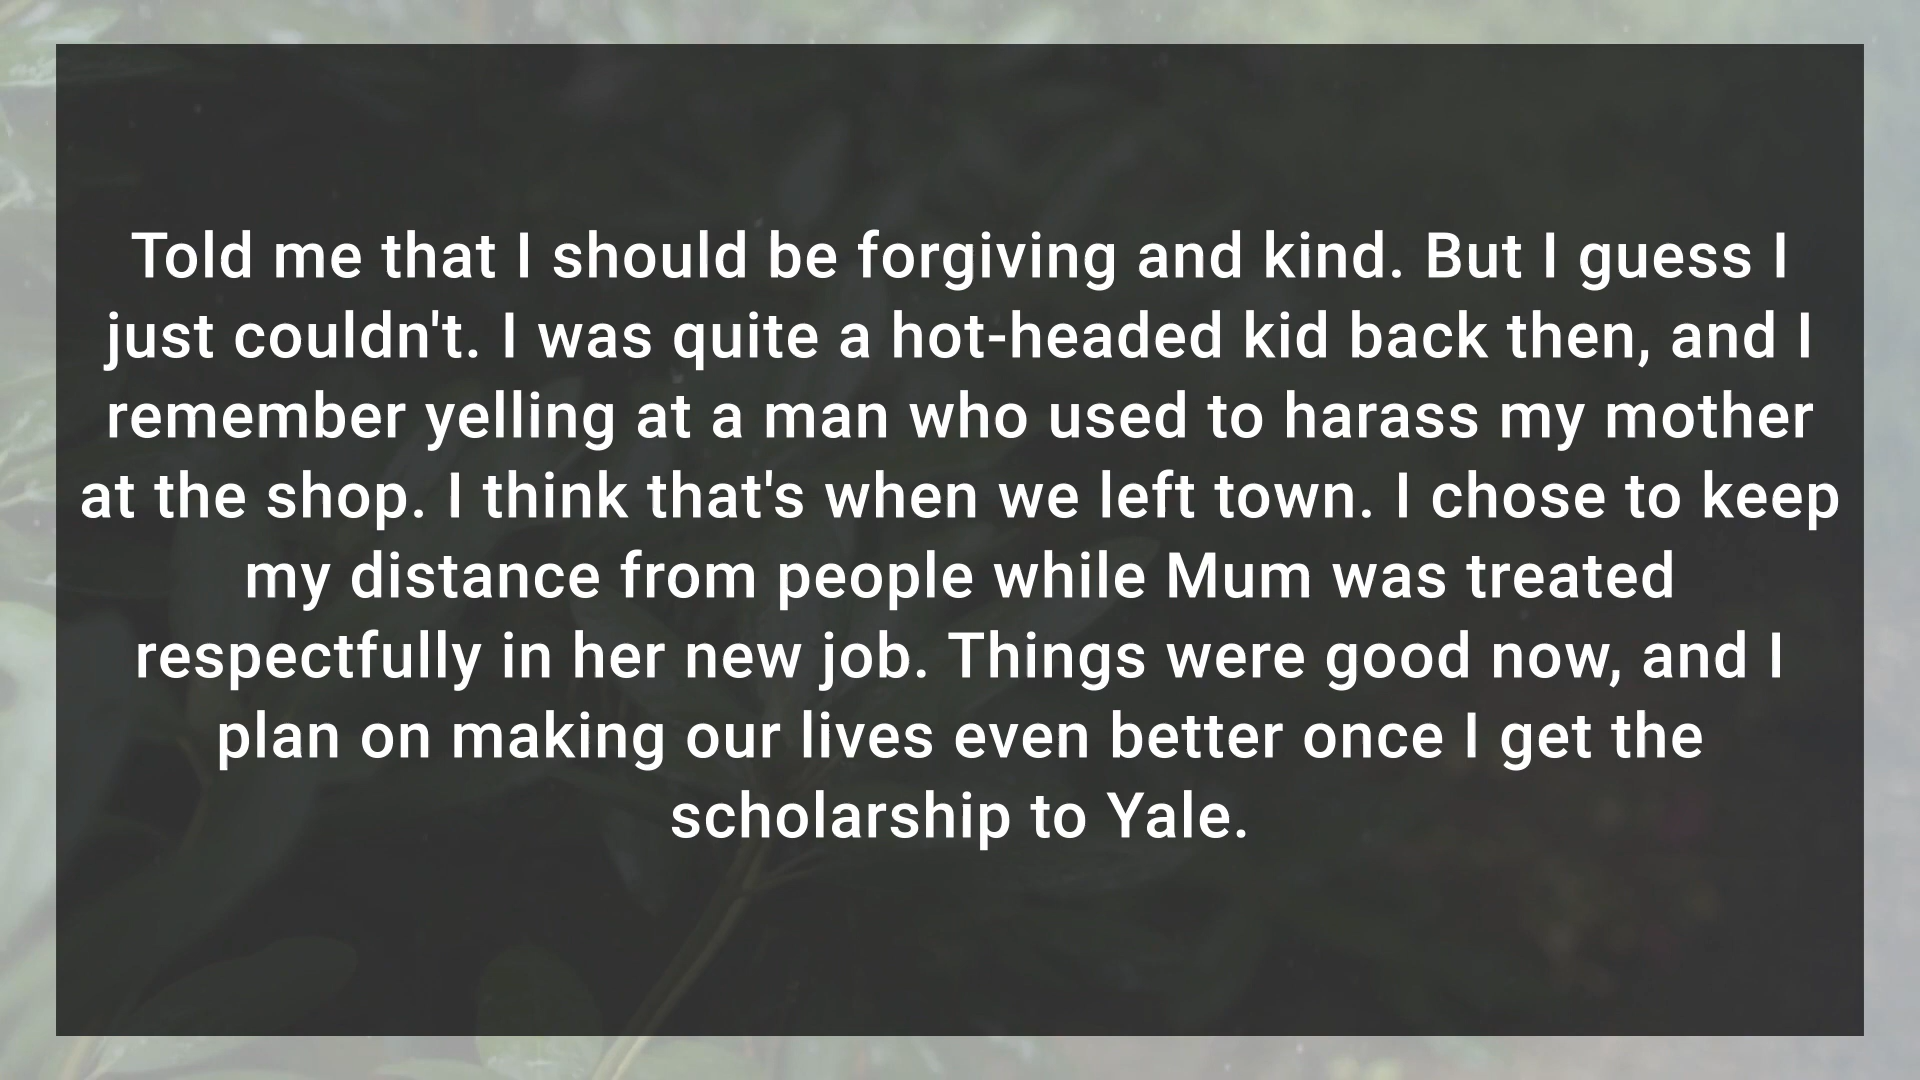 Told me that I should be forgiving and kind. But I guess I
just couldn't. I was quite a hot-headed kid back then, and I
remember yelling at a man who used to harass my mother
at the shop. I think that's when we left town. I chose to keep
my distance from people while Mum was treated
respectfully in her new job. Things were good now, and I
plan on making our lives even better once I get the
scholarship to Yale.